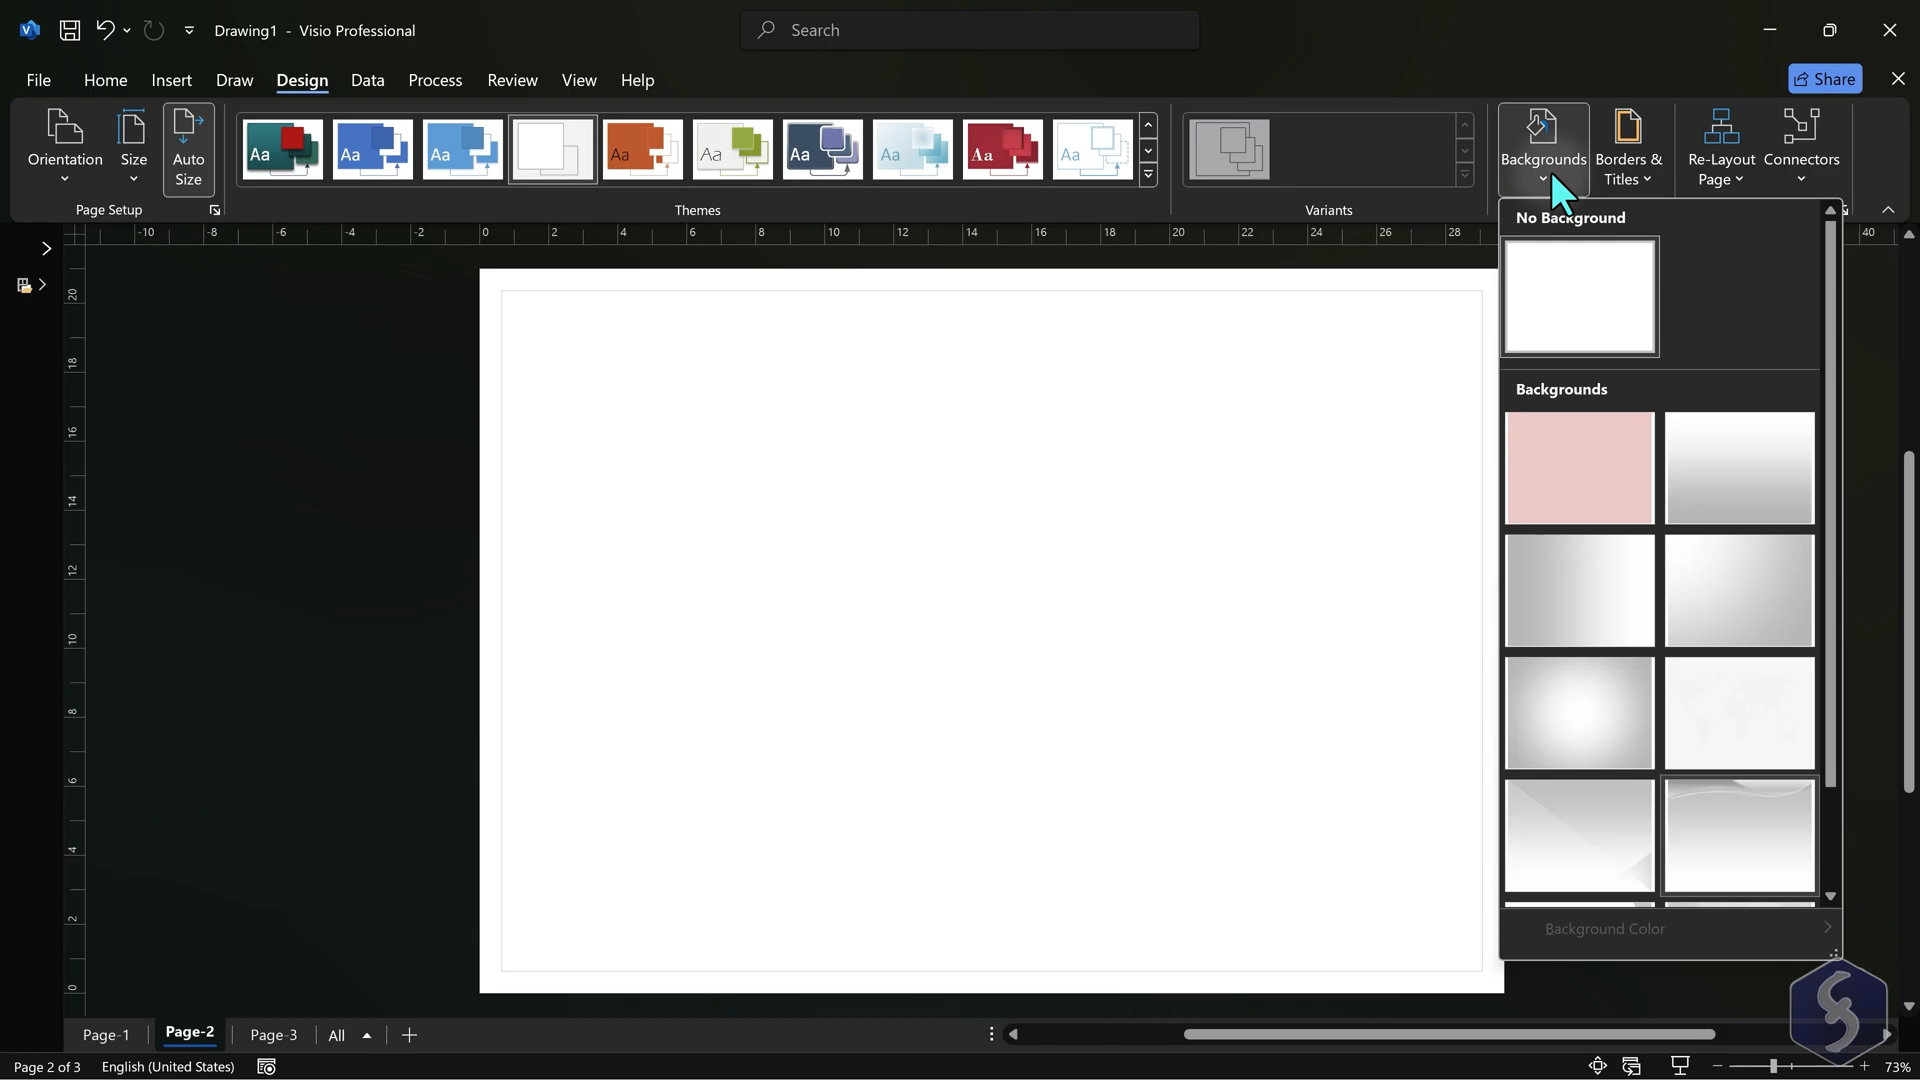 Drawing1 - Visio Professional
Search
File Home Insert Draw Design Data Process Review View Help
Share
Orientation
Size
Auto Size
Page Setup
Aa Aa Aa Aa Aa Aa Aa Aa Aa
Themes
Variants
Backgrounds
Borders & Titles
Re-Layout Page
Connectors
-10 -8 -6 -4 -2 0 2 4 6 8 10 12 14 16 18 20 22 24 26 28 40
20
18
16
14
12
10
8
6
4
2
0
No Background
Backgrounds
Background Color
Page-1 Page-2 Page-3 All
Page 2 of 3 English (United States)
73%